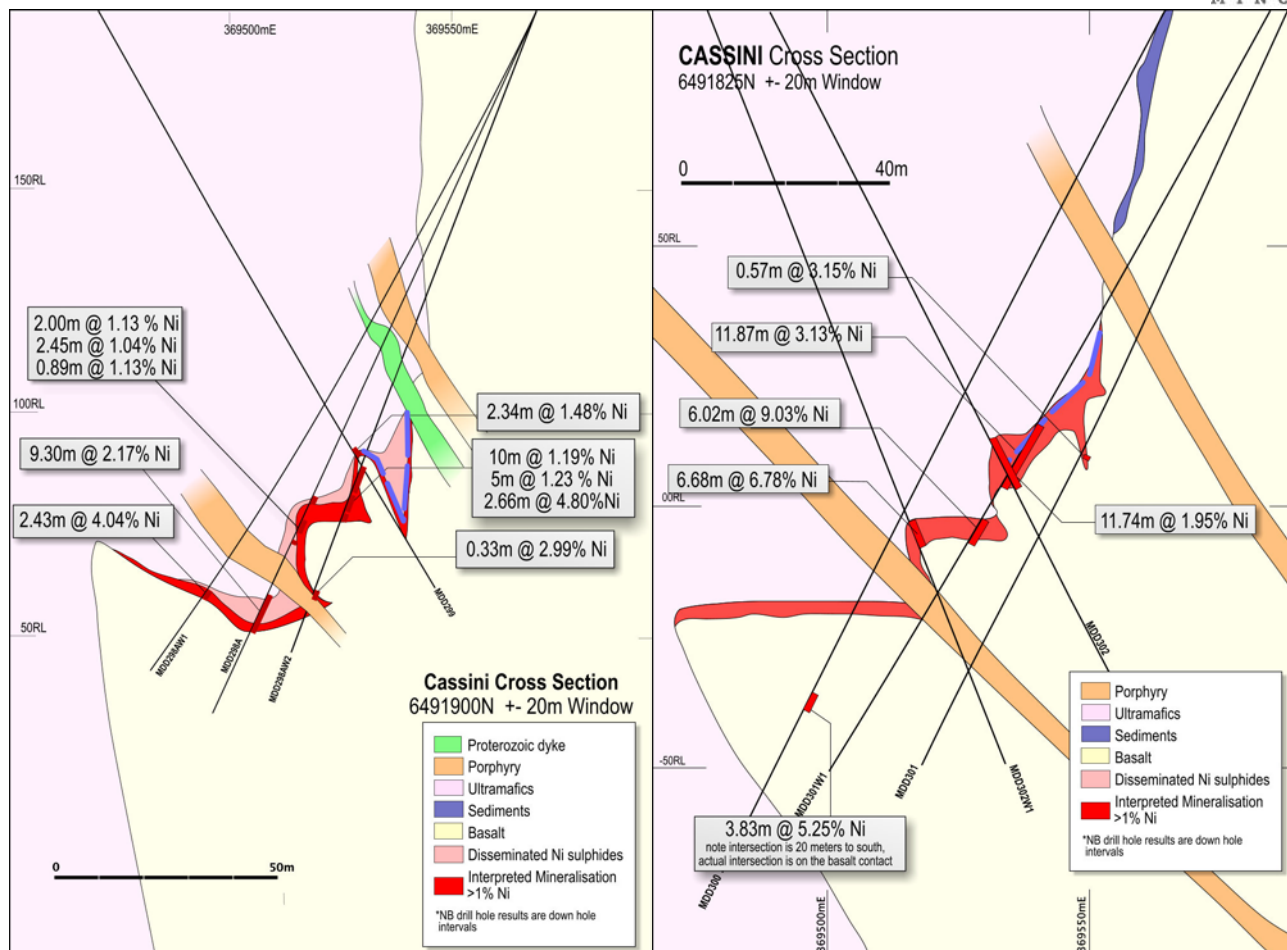 M I N C
369500mE
369550mE
150RL
2.00m @ 1.13 % Ni
2.45m @ 1.04% Ni
0.89m @ 1.13% Ni
100RL
2.34m @ 1.48% Ni
9.30m @ 2.17% Ni
10m @ 1.19% Ni
5m @ 1.23 % Ni
2.66m @ 4.80%Ni
2.43m @ 4.04% Ni
0.33m @ 2.99% Ni
50RL
MDD299
MDD298AW1
MDD298A
MDD298AW2
Cassini Cross Section
6491900N +- 20m Window
Proterozoic dyke
Porphyry
Ultramafics
Sediments
Basalt
Disseminated Ni sulphides
Interpreted Mineralisation
>1% Ni
*NB drill hole results are down hole
intervals
0
50m
CASSINI Cross Section
6491825N +- 20m Window
0
40m
50RL
0.57m @ 3.15% Ni
11.87m @ 3.13% Ni
6.02m @ 9.03% Ni
6.68m @ 6.78% Ni
00RL
11.74m @ 1.95% Ni
MDD302
-50RL
MDD301W1
MDD301
MDD302W1
3.83m @ 5.25% Ni
note intersection is 20 meters to south,
actual intersection is on the basalt contact
MDD300
Porphyry
Ultramafics
Sediments
Basalt
Disseminated Ni sulphides
Interpreted Mineralisation
>1% Ni
*NB drill hole results are down hole
intervals
369500mE
369550mE